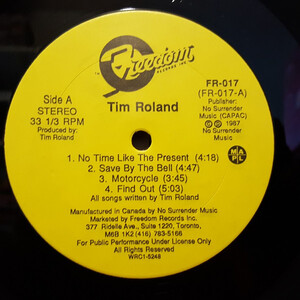 Freedom
RECORDS INC.
Side A
STEREO
33 1/3 RPM
Produced by:
Tim Roland
Tim Roland
FR-017
(FR-017-A)
Publisher:
No Surrender
Music (CAPAC)
℗ © 1987
No Surrender
Music
MAPL
1. No Time Like The Present (4:18)
2. Save By The Bell (4:47)
3. Motorcycle (3:45)
4. Find Out (5:03)
All songs written by Tim Roland
Manufactured in Canada by No Surrender Music
Marketed by Freedom Records Inc.
377 Ridelle Ave., Suite 1220, Toronto,
M6B 1K2 (416) 783-5166
For Public Performance Under License Only
All Rights Reserved
WRC1-5248